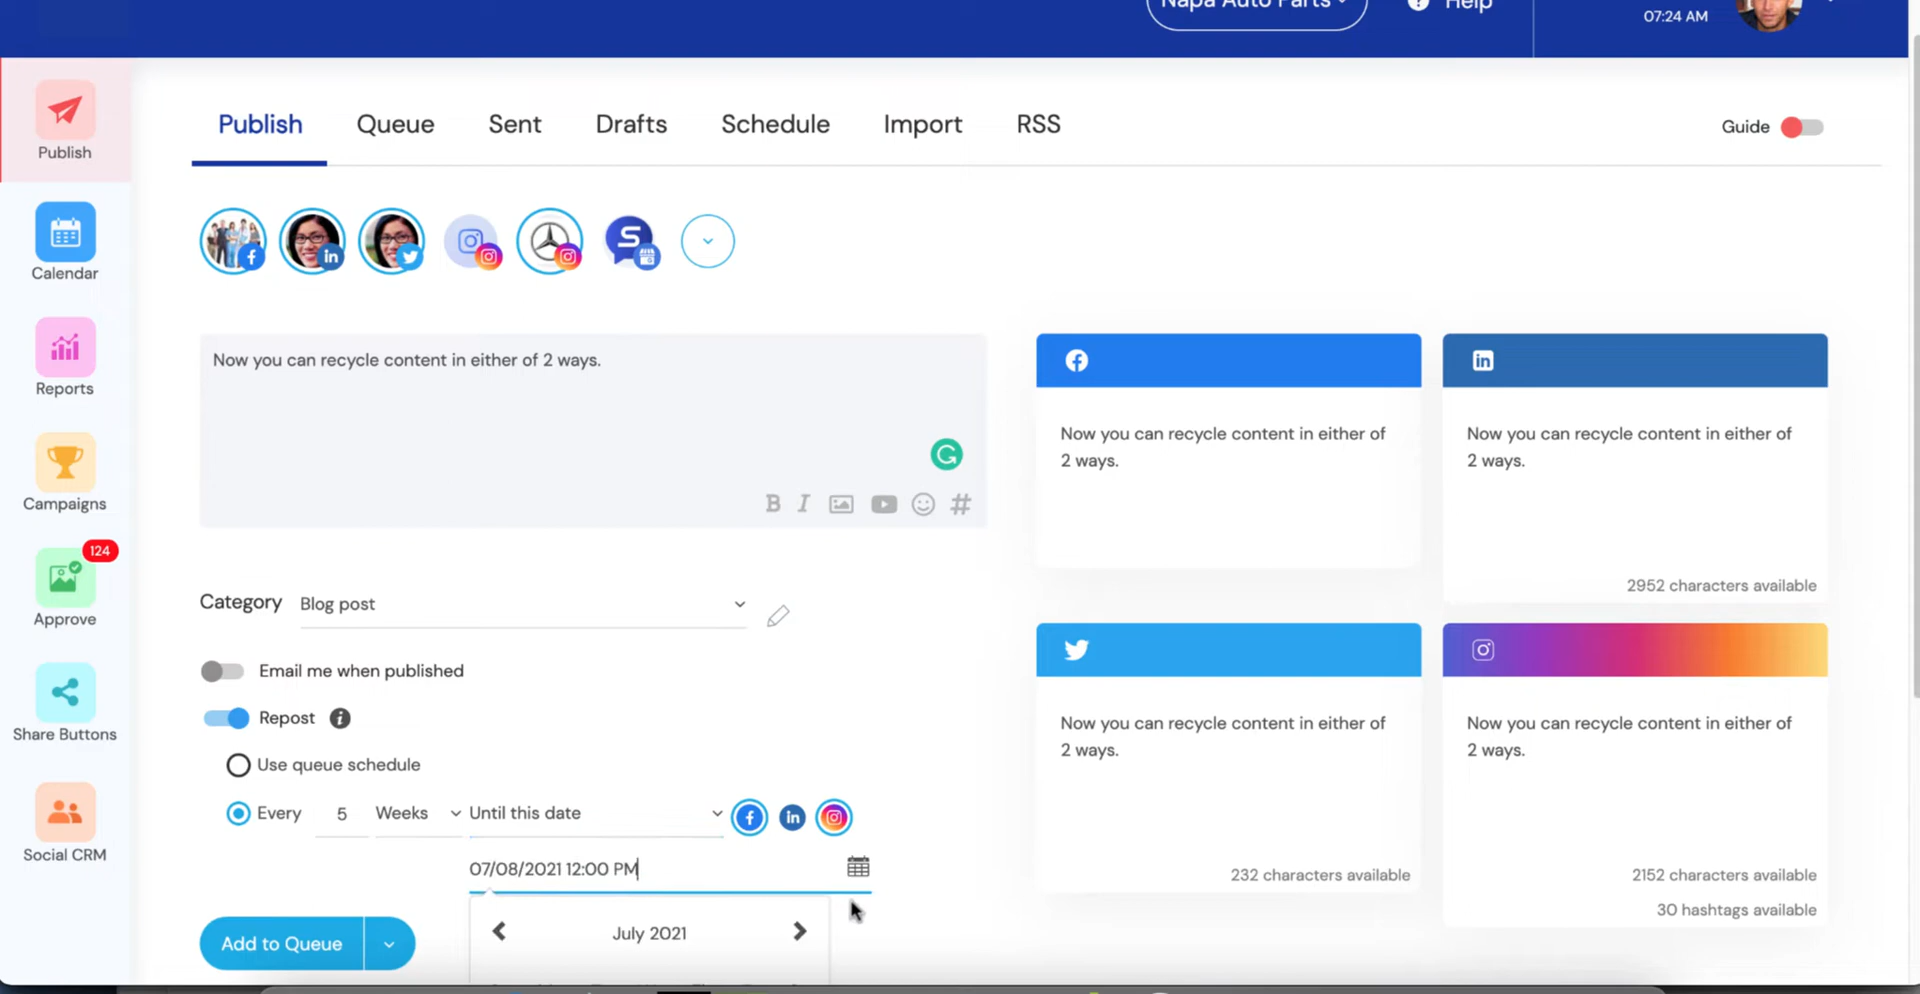 Napa Auto Parts
Help
07:24 AM
Publish
Calendar
Reports
Campaigns
124
Approve
Share Buttons
Social CRM
Publish Queue Sent Drafts Schedule Import RSS
Guide
Now you can recycle content in either of 2 ways.
Category Blog post
Email me when published
Repost
Use queue schedule
Every 5 Weeks Until this date
07/08/2021 12:00 PM
July 2021
Add to Queue
Now you can recycle content in either of
2 ways.
Now you can recycle content in either of
2 ways.
2952 characters available
Now you can recycle content in either of
2 ways.
232 characters available
Now you can recycle content in either of
2 ways.
2152 characters available
30 hashtags available